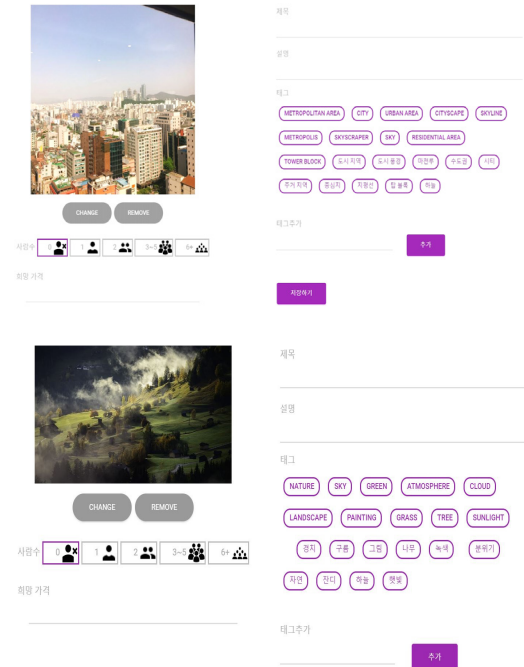 제목
설명
태그
METROPOLITAN AREA CITY URBAN AREA CITYSCAPE SKYLINE
METROPOLIS SKYSCRAPER SKY RESIDENTIAL AREA
TOWER BLOCK 도시 지역 도시 풍경 마천루 수도권 시티
주거 지역 중심지 지평선 탑 블록 하늘
CHANGE REMOVE
사람수 0 1 2 3~5 6+
희망 가격
태그추가
추가
저장하기
제목
설명
태그
NATURE SKY GREEN ATMOSPHERE CLOUD
LANDSCAPE PAINTING GRASS TREE SUNLIGHT
경치 구름 그림 나무 녹색 분위기
자연 잔디 하늘 햇빛
CHANGE REMOVE
사람수 0 1 2 3~5 6+
희망 가격
태그추가
추가